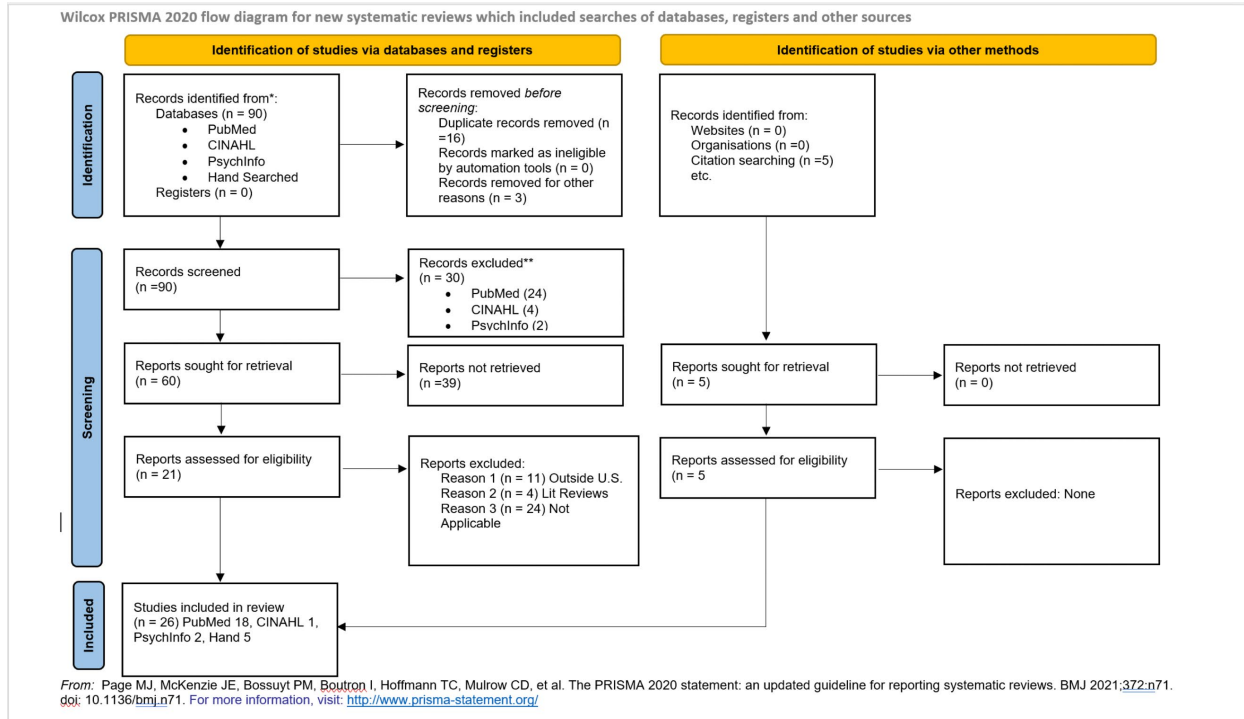 Wilcox PRISMA 2020 flow diagram for new systematic reviews which included searches of databases, registers and other sources
Identification of studies via databases and registers
Identification of studies via other methods
Identification
Records identified from*:
Databases (n = 90)
• PubMed
• CINAHL
• PsychInfo
• Hand Searched
Registers (n = 0)
Records removed before
screening:
Duplicate records removed (n
=16)
Records marked as ineligible
by automation tools (n = 0)
Records removed for other
reasons (n = 3)
Records identified from:
Websites (n = 0)
Organisations (n =0)
Citation searching (n =5)
etc.
Screening
Records screened
(n =90)
Records excluded**
(n = 30)
• PubMed (24)
• CINAHL (4)
• PsychInfo (2)
Reports sought for retrieval
(n = 60)
Reports not retrieved
(n =39)
Reports sought for retrieval
(n = 5)
Reports not retrieved
(n = 0)
Reports assessed for eligibility
(n = 21)
Reports excluded:
Reason 1 (n = 11) Outside U.S.
Reason 2 (n = 4) Lit Reviews
Reason 3 (n = 24) Not
Applicable
Reports assessed for eligibility
(n = 5
Reports excluded: None
Included
Studies included in review
(n = 26) PubMed 18, CINAHL 1,
PsychInfo 2, Hand 5
From: Page MJ, McKenzie JE, Bossuyt PM, Boutron I, Hoffmann TC, Mulrow CD, et al. The PRISMA 2020 statement: an updated guideline for reporting systematic reviews. BMJ 2021;372:n71.
doi: 10.1136/bmj.n71. For more information, visit: http://www.prisma-statement.org/